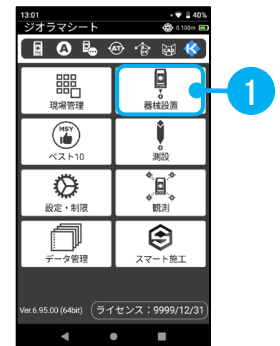 13:01 40%
ジオラマシート 0.100m
A AT CAD
現場管理 器械設置 1
MSY
ベスト10 測設
設定・制限 観測
データ管理 スマート施工
Ver.6.95.00 (64bit) ライセンス：9999/12/31